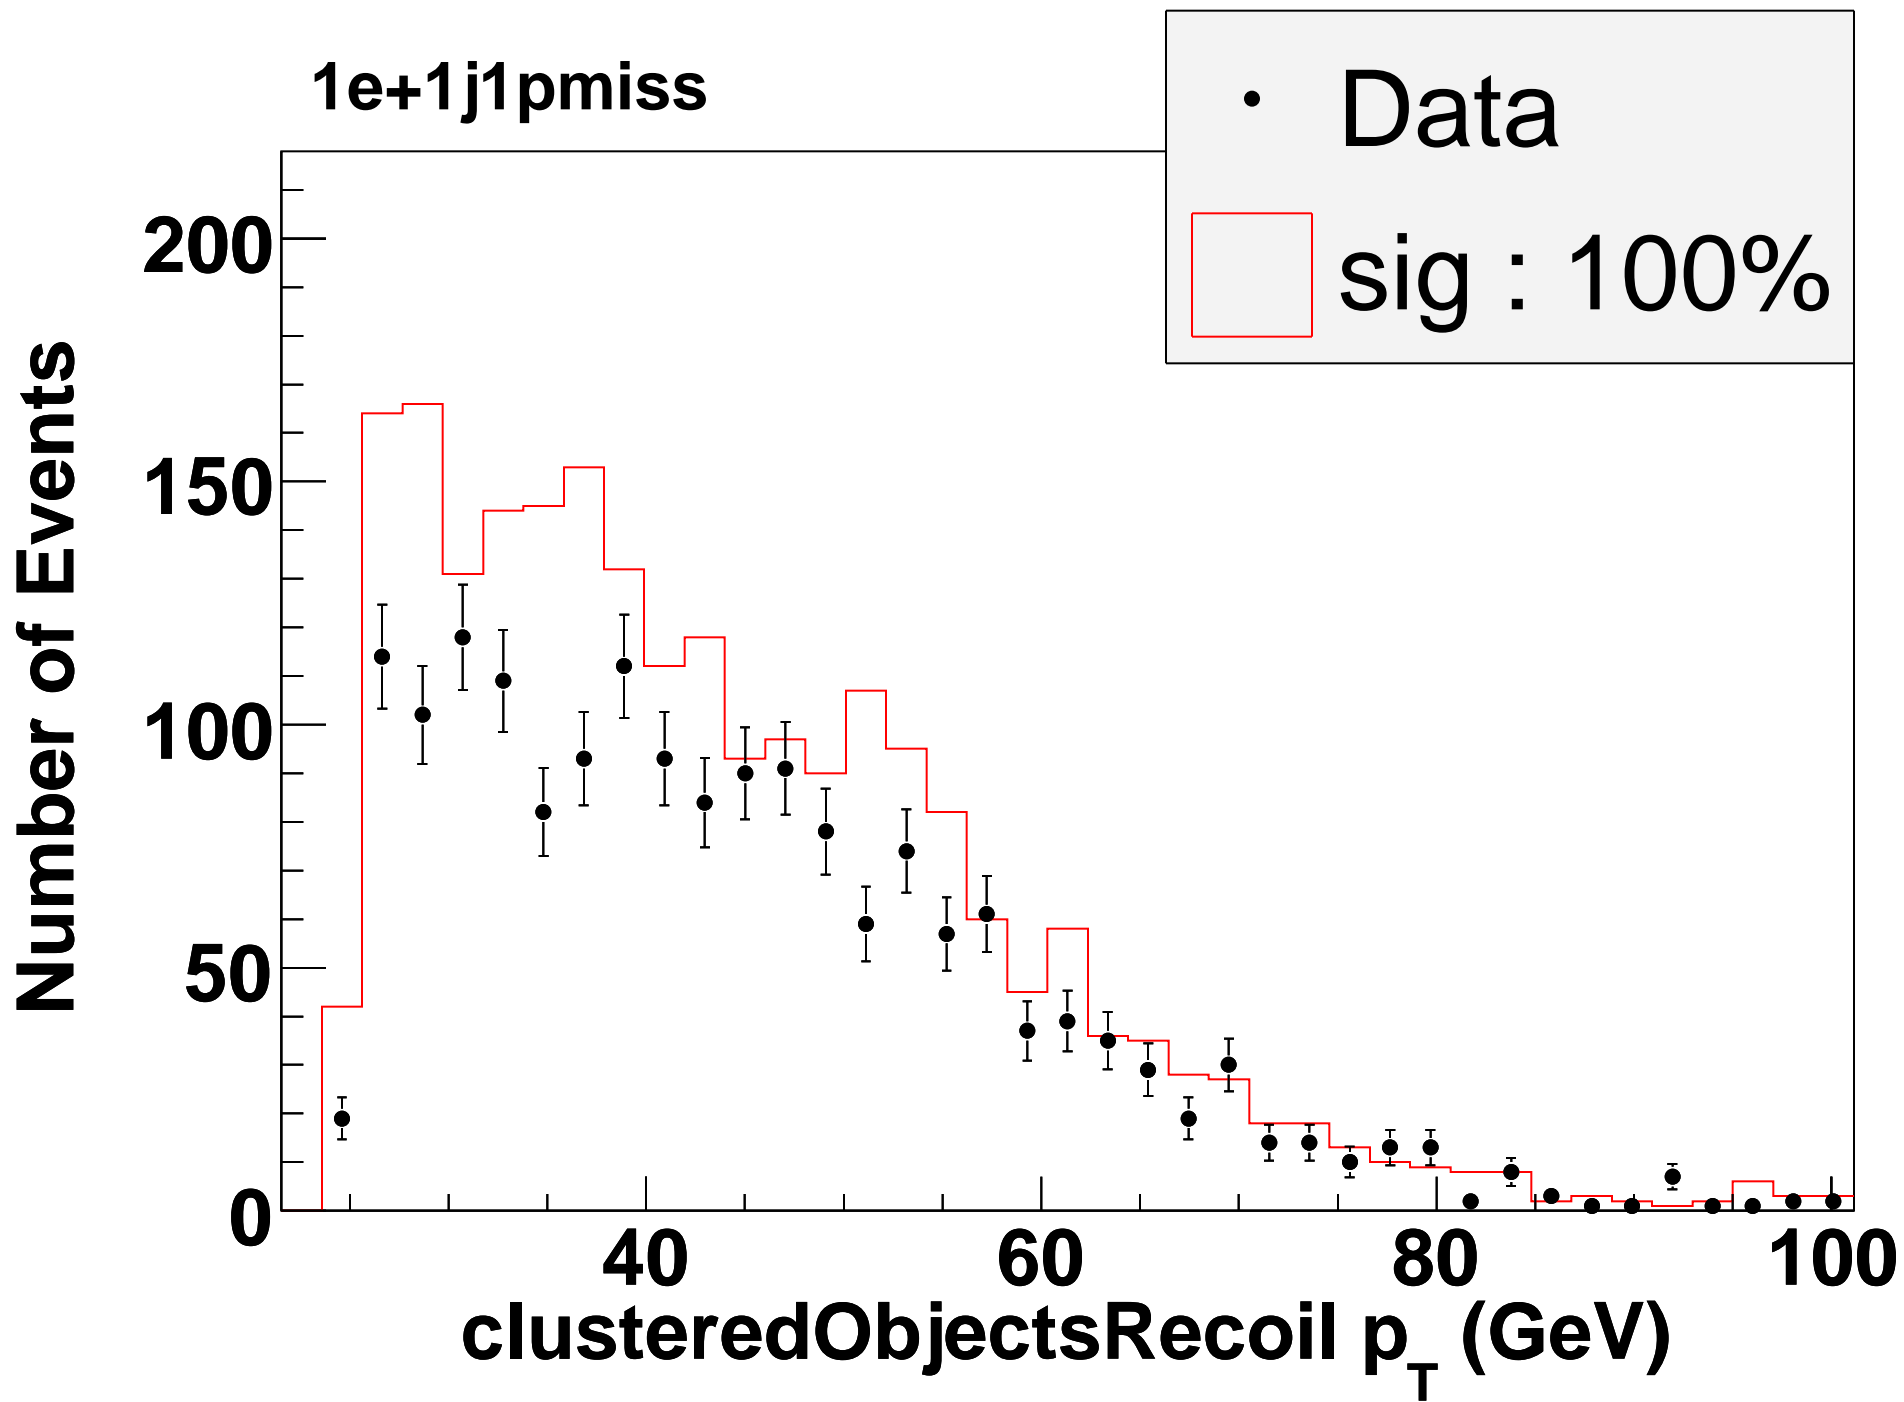 1e+1j1pmiss
Data
sig : 100%
200
150
100
50
0
Number of Events
40 60 80 100
clusteredObjectsRecoil p_T (GeV)